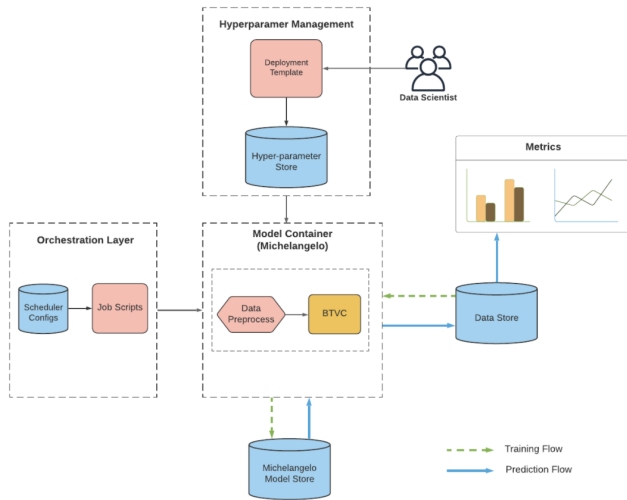 Hyperparamer Management
Deployment
Template
Data Scientist
Hyper-parameter
Store
Metrics
Orchestration Layer
Model Container
(Michelangelo)
Scheduler
Configs
Job Scripts
Data
Preprocess
BTVC
Data Store
Michelangelo
Model Store
Training Flow
Prediction Flow